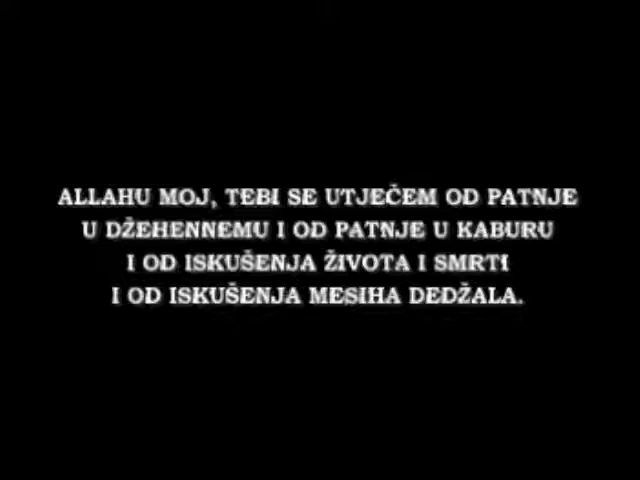 ALLAHU MOJ, TEBI SE UTJEČEM OD PATNJE
U DŽEHENNEMU I OD PATNJE U KABURU
I OD ISKUŠENJA ŽIVOTA I SMRTI
I OD ISKUŠENJA MESIHA DEDŽALA.